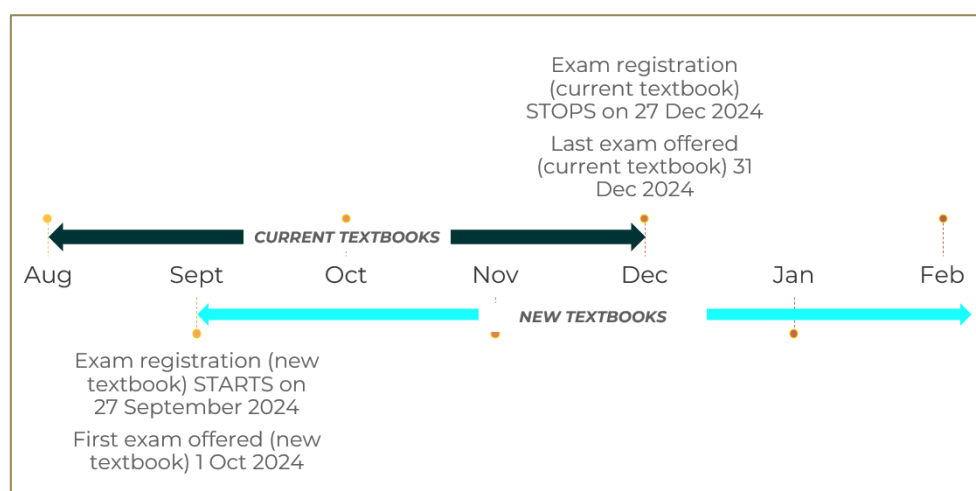 Exam registration
(current textbook)
STOPS on 27 Dec 2024
Last exam offered
(current textbook) 31
Dec 2024
CURRENT TEXTBOOKS
Aug Sept Oct Nov Dec Jan Feb
NEW TEXTBOOKS
Exam registration (new
textbook) STARTS on
27 September 2024
First exam offered (new
textbook) 1 Oct 2024